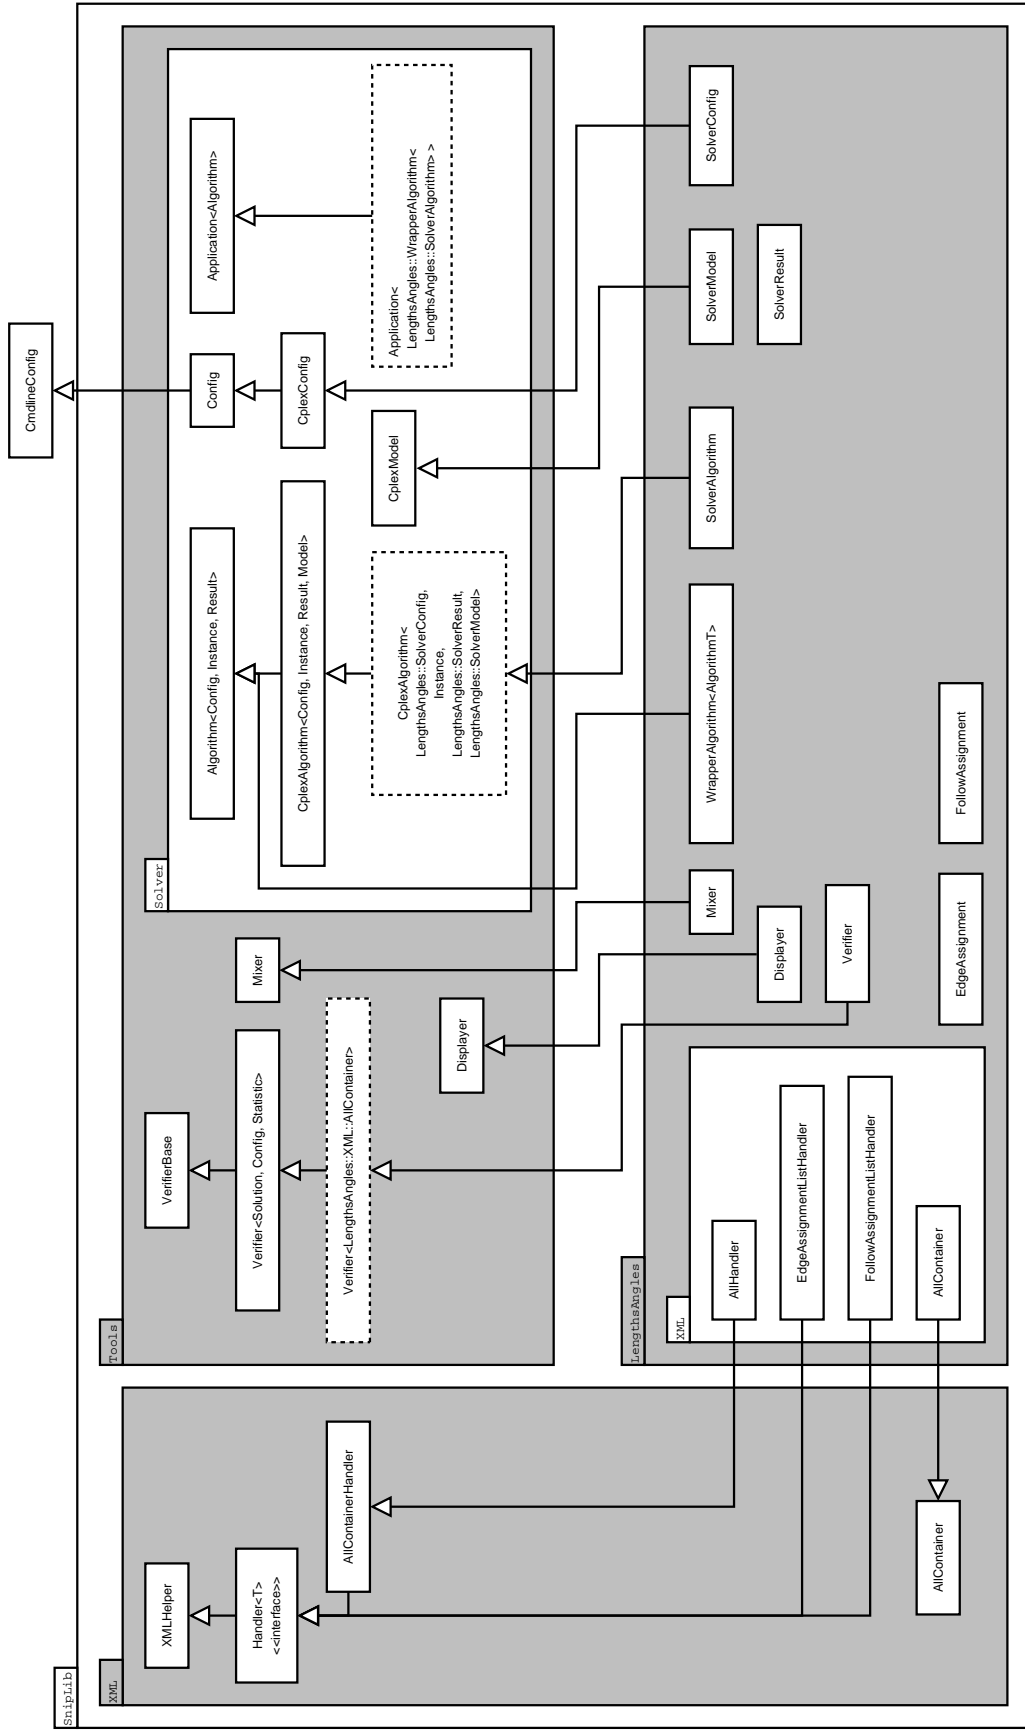 CmdlineConfig
SnipLib
XML
XMLHelper
Handler<T>
<<interface>>
AllContainerHandler
AllContainer
Tools
VerifierBase
Verifier<Solution, Config, Statistic>
Verifier<LengthsAngles::XML::AllContainer>
Mixer
Displayer
Solver
Algorithm<Config, Instance, Result>
CplexAlgorithm<Config, Instance, Result, Model>
CplexAlgorithm<
LengthsAngles::SolverConfig,
Instance,
LengthsAngles::SolverResult,
LengthsAngles::SolverModel>
Config
CplexConfig
CplexModel
Application<Algorithm>
Application<
LengthsAngles::WrapperAlgorithm<
LengthsAngles::SolverAlgorithm> >
LengthsAngles
XML
AllHandler
EdgeAssignmentListHandler
FollowAssignmentListHandler
AllContainer
Mixer
Displayer
Verifier
EdgeAssignment
WrapperAlgorithm<AlgorithmT>
FollowAssignment
SolverAlgorithm
SolverModel
SolverResult
SolverConfig